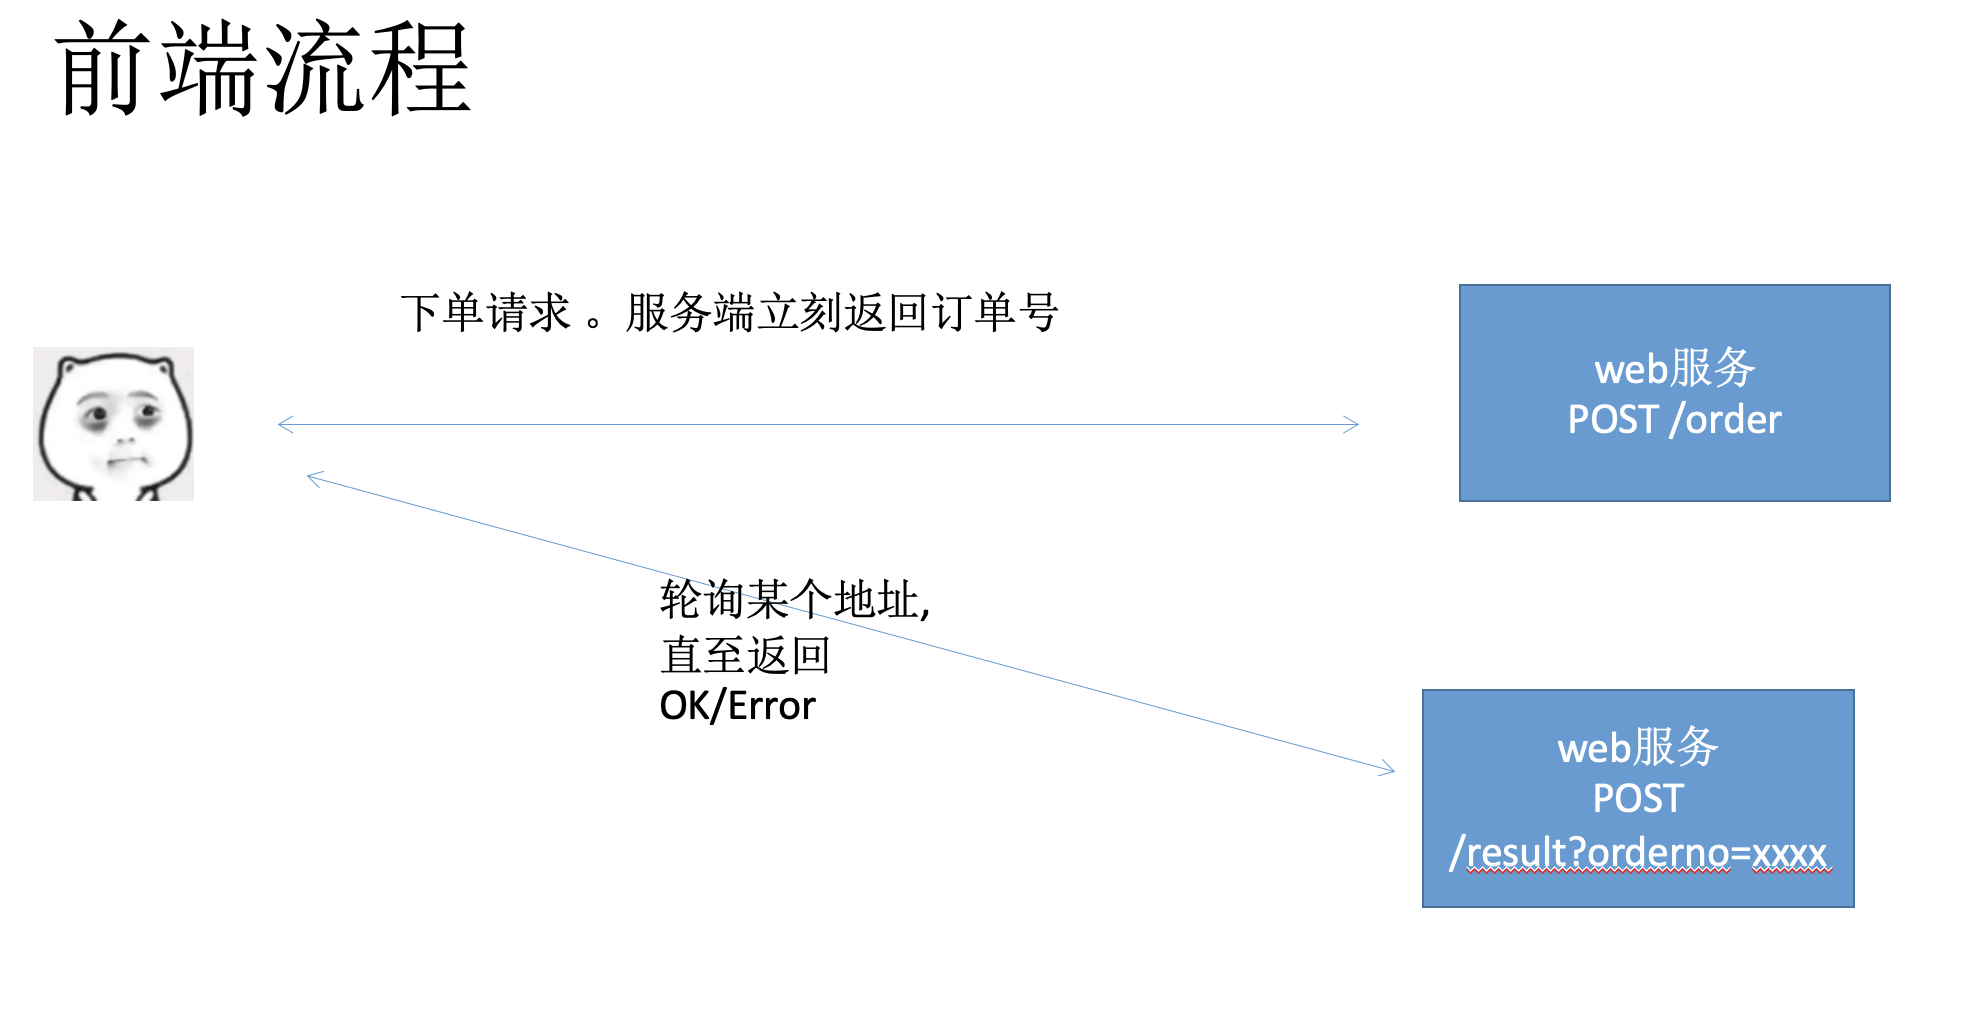 前端流程
下单请求 。服务端立刻返回订单号
web服务
POST /order
轮询某个地址,
直至返回
OK/Error
web服务
POST
/result?orderno=xxxx